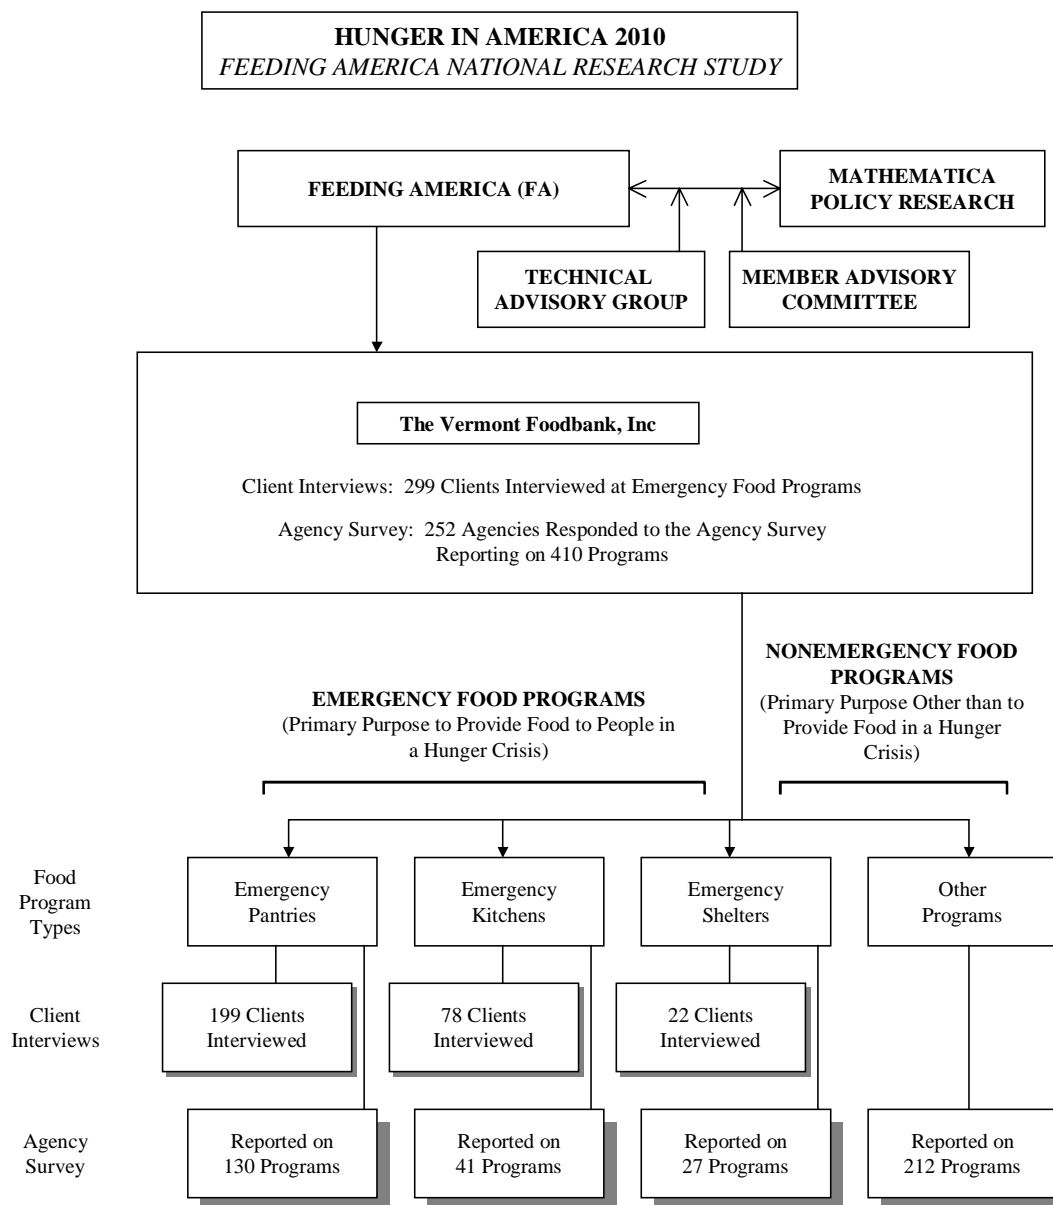 HUNGER IN AMERICA 2010
FEEDING AMERICA NATIONAL RESEARCH STUDY
FEEDING AMERICA (FA)
MATHEMATICA
POLICY RESEARCH
TECHNICAL
ADVISORY GROUP
MEMBER ADVISORY
COMMITTEE
The Vermont Foodbank, Inc
Client Interviews:  299 Clients Interviewed at Emergency Food Programs
Agency Survey:  252 Agencies Responded to the Agency Survey
Reporting on 410 Programs
EMERGENCY FOOD PROGRAMS
(Primary Purpose to Provide Food to People in
a Hunger Crisis)
NONEMERGENCY FOOD
PROGRAMS
(Primary Purpose Other than to
Provide Food in a Hunger
Crisis)
Food
Program
Types
Emergency
Pantries
Emergency
Kitchens
Emergency
Shelters
Other
Programs
Client
Interviews
199 Clients
Interviewed
78 Clients
Interviewed
22 Clients
Interviewed
Agency
Survey
Reported on
130 Programs
Reported on
41 Programs
Reported on
27 Programs
Reported on
212 Programs